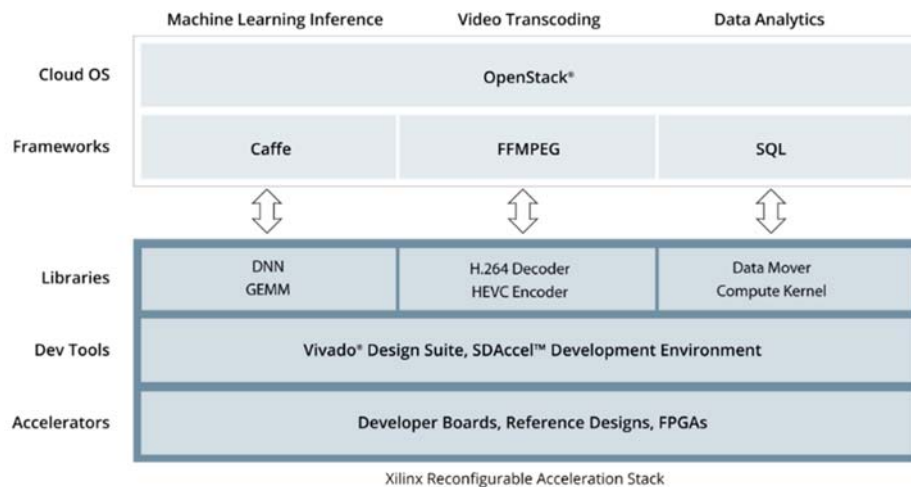 Machine Learning Inference Video Transcoding Data Analytics
Cloud OS OpenStack®
Frameworks Caffe FFMPEG SQL
Libraries DNN H.264 Decoder Data Mover
GEMM HEVC Encoder Compute Kernel
Dev Tools Vivado® Design Suite, SDAccel™ Development Environment
Accelerators Developer Boards, Reference Designs, FPGAs
Xilinx Reconfigurable Acceleration Stack